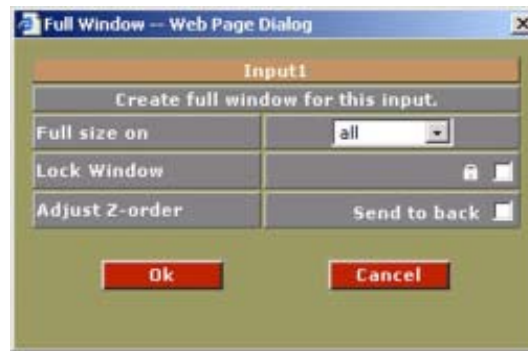 Full Window -- Web Page Dialog
Input1
Create full window for this input.
Full size on all
Lock Window
Adjust Z-order Send to back
Ok Cancel